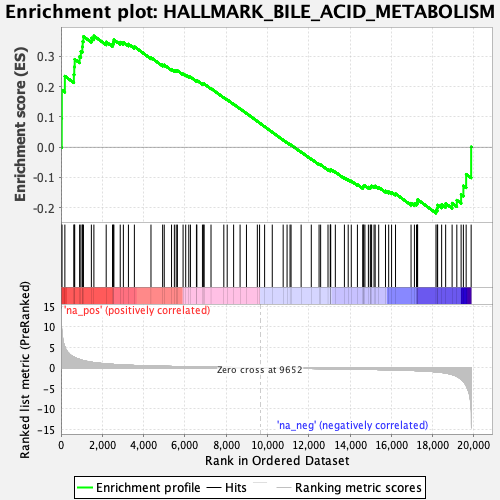 Enrichment plot: HALLMARK_BILE_ACID_METABOLISM
Enrichment score (ES)
0.3
0.2
0.1
0.0
-0.1
-0.2
Ranked list metric (PreRanked)
15
10
5
0
-5
-10
-15
'na_pos' (positively correlated)
Zero cross at 9652
'na_neg' (negatively correlated)
0 2,000 4,000 6,000 8,000 10,000 12,000 14,000 16,000 18,000 20,000
Rank in Ordered Dataset
Enrichment profile Hits Ranking metric scores